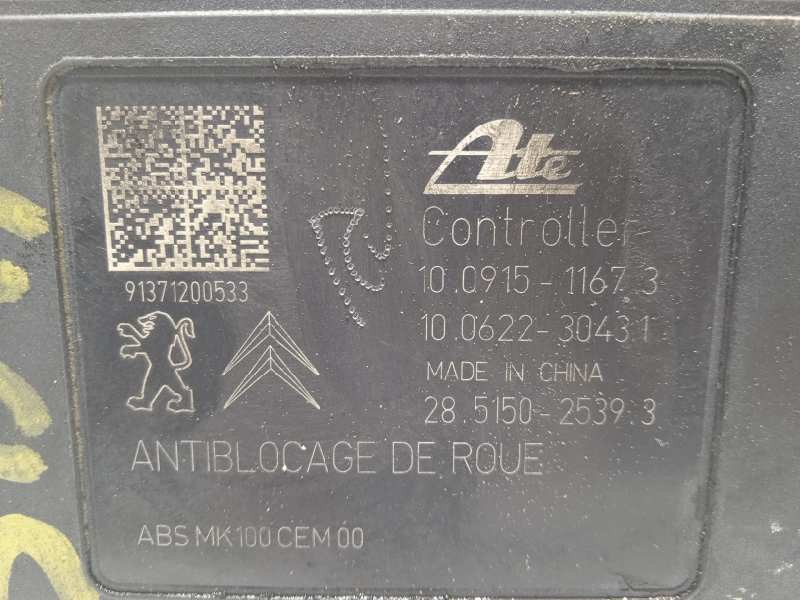 Ate
Controller
10.0915-1167.3
91371200533
10.0622-3043.1
MADE IN CHINA
28.5150-2539.3
ANTIBLOCAGE DE ROUE
ABS MK100 CEM 00